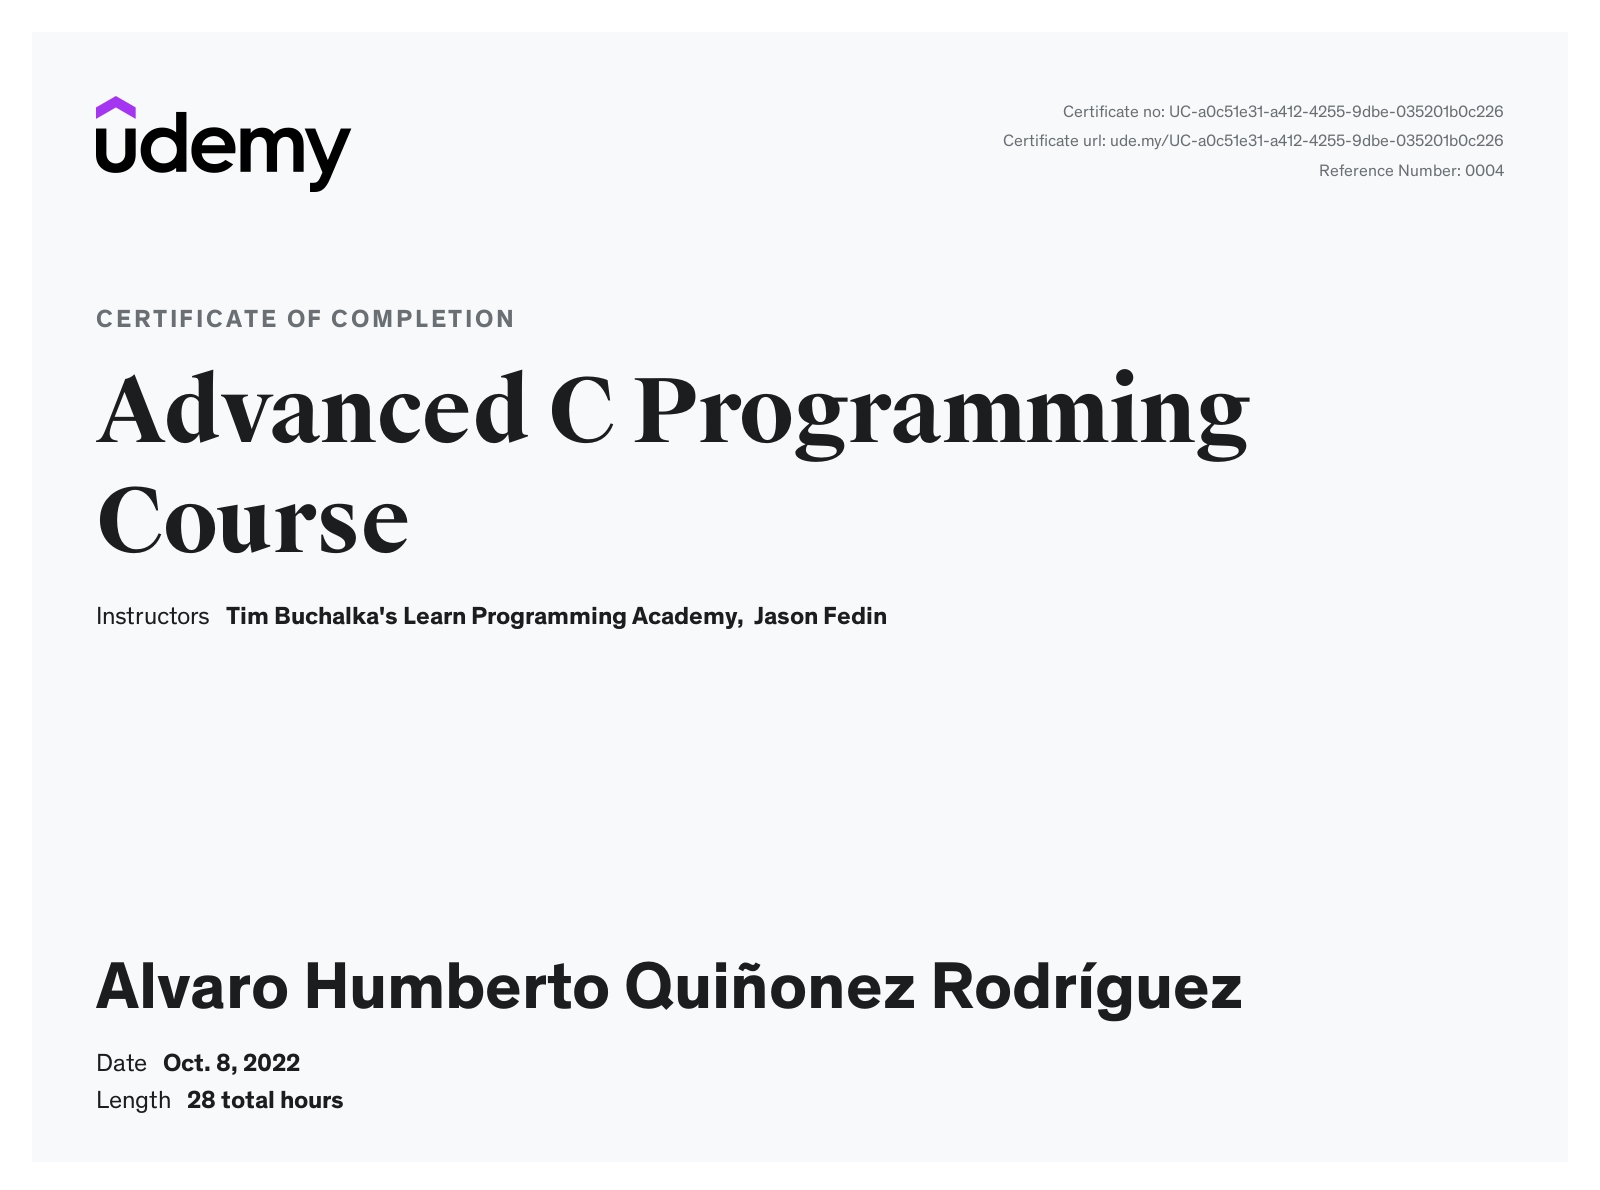 udemy
Certificate no: UC-a0c51e31-a412-4255-9dbe-035201b0c226
Certificate url: ude.my/UC-a0c51e31-a412-4255-9dbe-035201b0c226
Reference Number: 0004
CERTIFICATE OF COMPLETION
Advanced C Programming
Course
Instructors Tim Buchalka's Learn Programming Academy, Jason Fedin
Alvaro Humberto Quiñonez Rodríguez
Date Oct. 8, 2022
Length 28 total hours